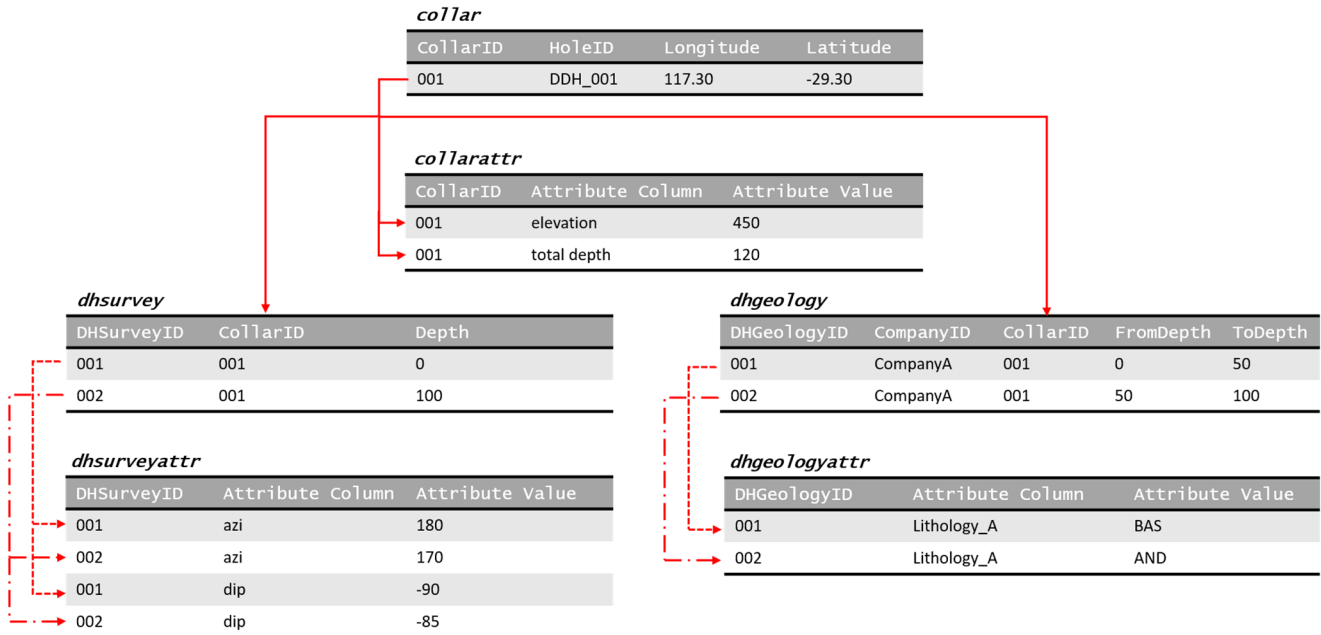 collar
CollarID HoleID Longitude Latitude
001 DDH_001 117.30 -29.30
collarattr
CollarID Attribute Column Attribute Value
001 elevation 450
001 total depth 120
dhsurvey
DHSurveyID CollarID Depth
001 001 0
002 001 100
dhgeology
DHGeologyID CompanyID CollarID FromDepth ToDepth
001 CompanyA 001 0 50
002 CompanyA 001 50 100
dhsurveyattr
DHSurveyID Attribute Column Attribute Value
001 azi 180
002 azi 170
001 dip -90
002 dip -85
dhgeologyattr
DHGeologyID Attribute Column Attribute Value
001 Lithology_A BAS
002 Lithology_A AND